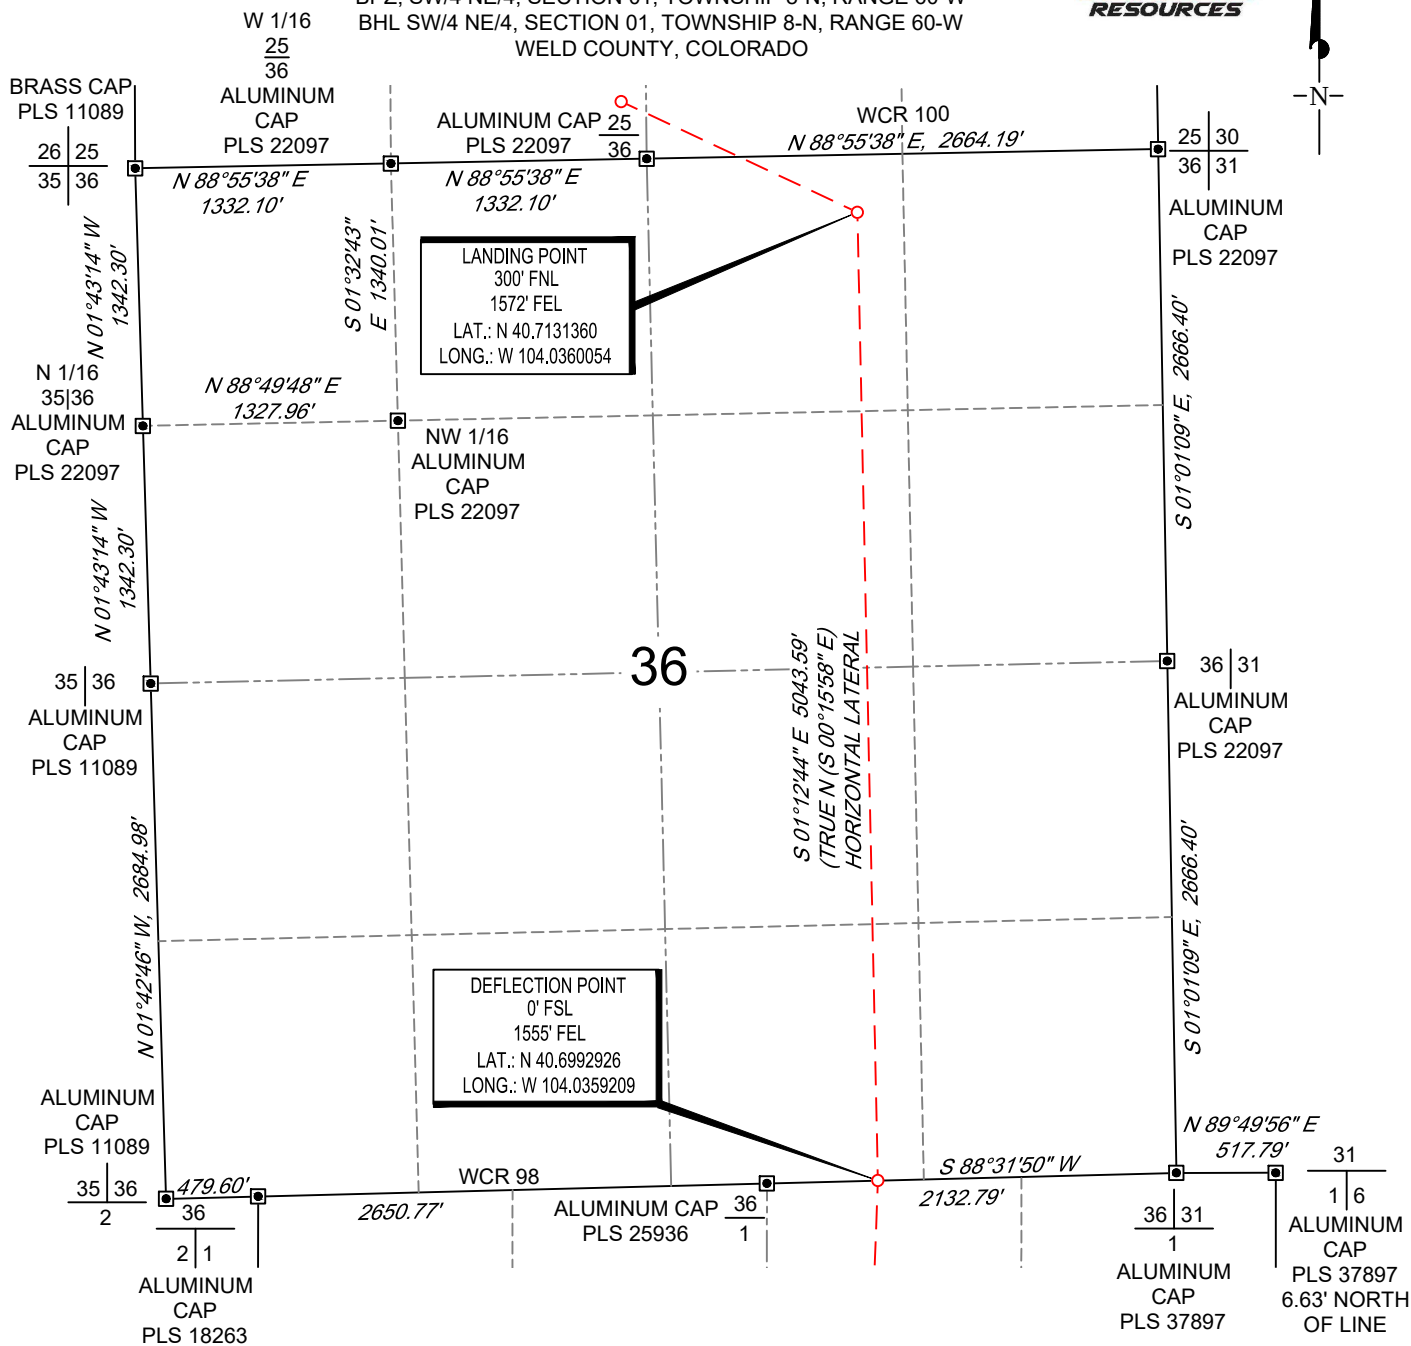 BPZ, SW/4 NE/4, SECTION 01, TOWNSHIP 8-N, RANGE 60-W
BHL SW/4 NE/4, SECTION 01, TOWNSHIP 8-N, RANGE 60-W
WELD COUNTY, COLORADO
RESOURCES
-N-
W 1/16
25
36
ALUMINUM
CAP
PLS 22097
BRASS CAP
PLS 11089
26 | 25
35 | 36
ALUMINUM CAP
PLS 22097
25
36
WCR 100
N 88°55'38" E, 2664.19'
25 | 30
36 | 31
ALUMINUM
CAP
PLS 22097
N 88°55'38" E
1332.10'
N 88°55'38" E
1332.10'
N 01°43'14" W
1342.30'
S 01°32'43"
E 1340.01'
LANDING POINT
300' FNL
1572' FEL
LAT.: N 40.7131360
LONG.: W 104.0360054
S 01°01'09" E, 2666.40'
N 1/16
35|36
ALUMINUM
CAP
PLS 22097
N 88°49'48" E
1327.96'
NW 1/16
ALUMINUM
CAP
PLS 22097
N 01°43'14" W
1342.30'
36
S 01°12'44" E 5043.59'
(TRUE N (S 00°15'58" E)
HORIZONTAL LATERAL
35 | 36
ALUMINUM
CAP
PLS 11089
36 | 31
ALUMINUM
CAP
PLS 22097
N 01°42'46" W, 2684.98'
S 01°01'09" E, 2666.40'
DEFLECTION POINT
0' FSL
1555' FEL
LAT.: N 40.6992926
LONG.: W 104.0359209
ALUMINUM
CAP
PLS 11089
35 | 36
2
479.60'
36
2 | 1
ALUMINUM
CAP
PLS 18263
WCR 98
2650.77'
ALUMINUM CAP
PLS 25936
36
1
S 88°31'50" W
2132.79'
N 89°49'56" E
517.79'
36 | 31
1
ALUMINUM
CAP
PLS 37897
31
1 | 6
ALUMINUM
CAP
PLS 37897
6.63' NORTH
OF LINE